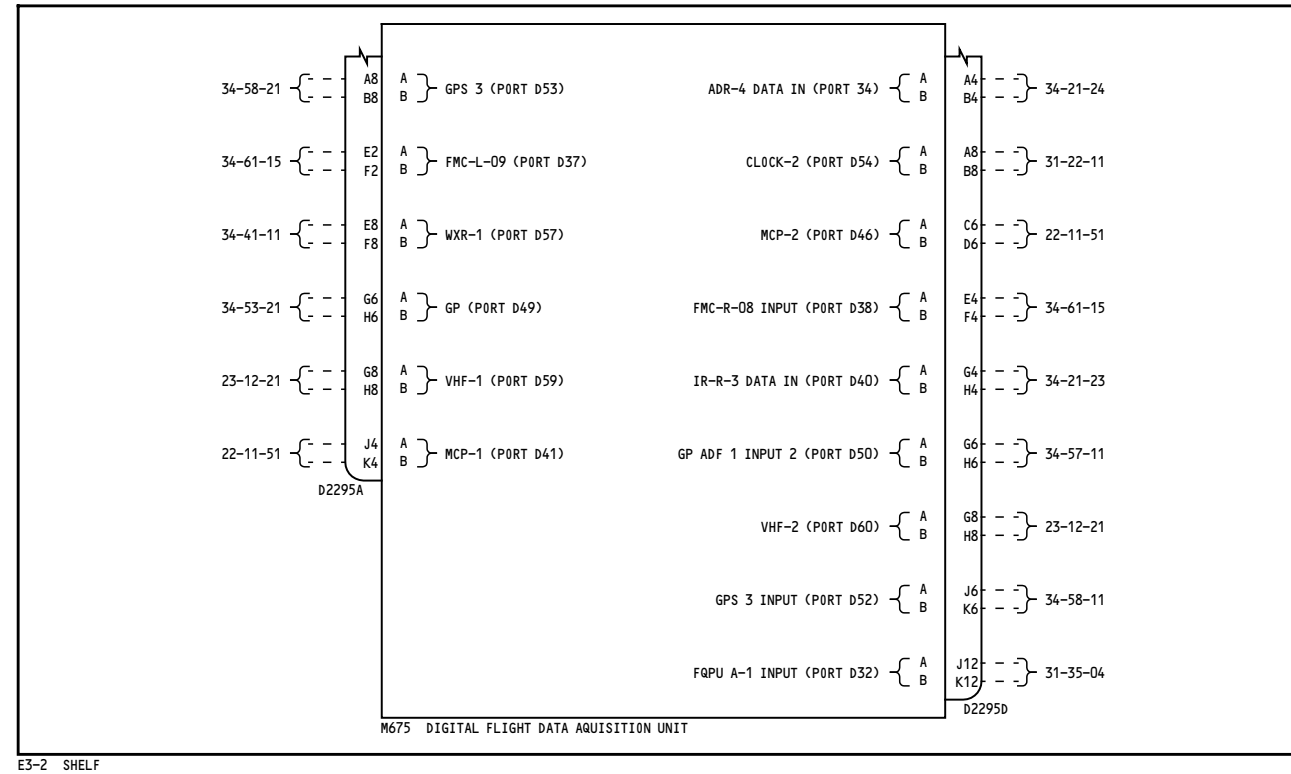 34-58-21 A8 A GPS 3 (PORT D53)
B8 B
34-61-15 E2 A FMC-L-09 (PORT D37)
F2 B
34-41-11 E8 A WXR-1 (PORT D57)
F8 B
34-53-21 G6 A GP (PORT D49)
H6 B
23-12-21 G8 A VHF-1 (PORT D59)
H8 B
22-11-51 J4 A MCP-1 (PORT D41)
K4 B
D2295A
ADR-4 DATA IN (PORT 34) A A4 34-21-24
B B4
CLOCK-2 (PORT D54) A A8 31-22-11
B B8
MCP-2 (PORT D46) A C6 22-11-51
B D6
FMC-R-08 INPUT (PORT D38) A E4 34-61-15
B F4
IR-R-3 DATA IN (PORT D40) A G4 34-21-23
B H4
GP ADF 1 INPUT 2 (PORT D50) A G6 34-57-11
B H6
VHF-2 (PORT D60) A G8 23-12-21
B H8
GPS 3 INPUT (PORT D52) A J6 34-58-11
B K6
FQPU A-1 INPUT (PORT D32) A J12 31-35-04
B K12
D2295D
M675 DIGITAL FLIGHT DATA AQUISITION UNIT
E3-2 SHELF